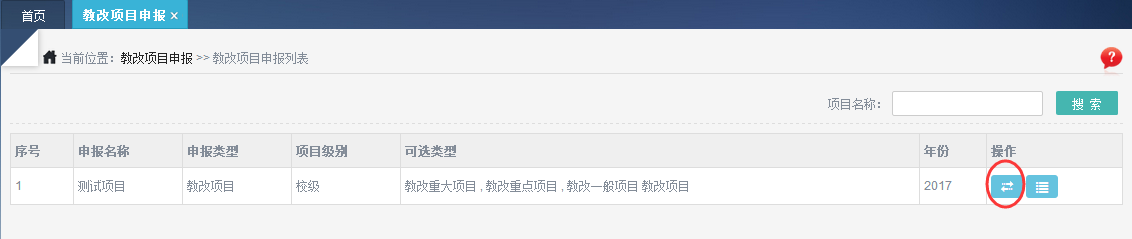 首页 教改项目申报 ×
当前位置：教改项目申报 >> 教改项目申报列表 ?
项目名称： 搜 索
序号 申报名称 申报类型 项目级别 可选类型 年份 操作
1 测试项目 教改项目 校级 教改重大项目 , 教改重点项目 , 教改一般项目 教改项目 2017